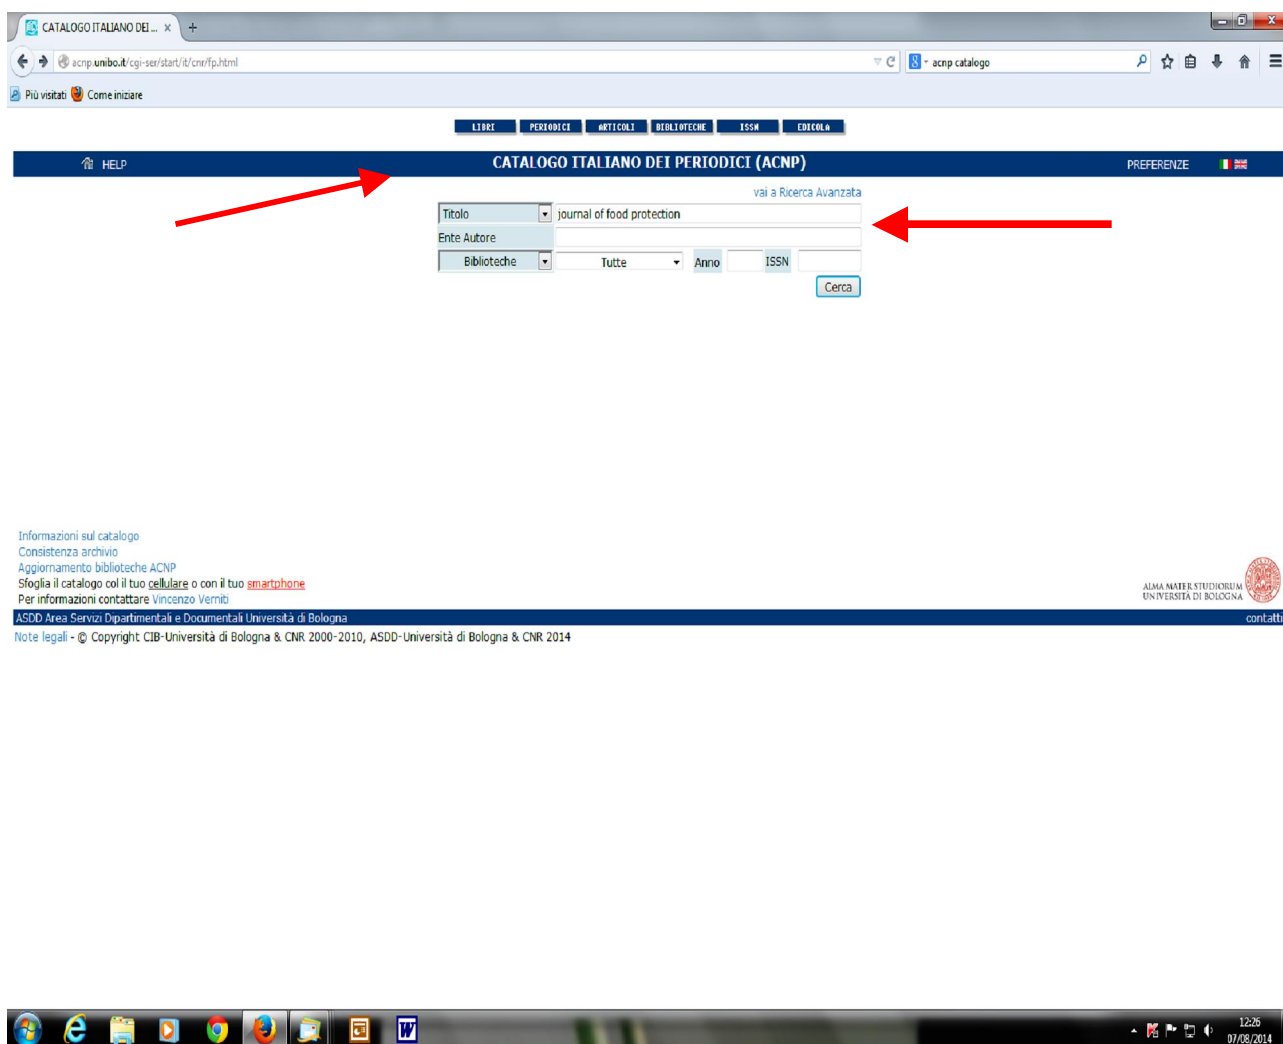 CATALOGO ITALIANO DEI ... × +
acnp.unibo.it/cgi-ser/start/it/cnr/fp.html
8 acnp catalogo
Più visitati Come iniziare
LIBRI PERIODICI ARTICOLI BIBLIOTECHE ISSN EDICOLA
HELP CATALOGO ITALIANO DEI PERIODICI (ACNP) PREFERENZE
vai a Ricerca Avanzata
Titolo journal of food protection
Ente Autore
Biblioteche Tutte Anno ISSN
Cerca
Informazioni sul catalogo
Consistenza archivio
Aggiornamento biblioteche ACNP
Sfoglia il catalogo col il tuo cellulare o con il tuo smartphone
Per informazioni contattare Vincenzo Verniti
ALMA MATER STUDIORUM
UNIVERSITÀ DI BOLOGNA
ASDD Area Servizi Dipartimentali e Documentali Università di Bologna contatti
Note legali - © Copyright CIB-Università di Bologna & CNR 2000-2010, ASDD-Università di Bologna & CNR 2014
12:26
07/08/2014